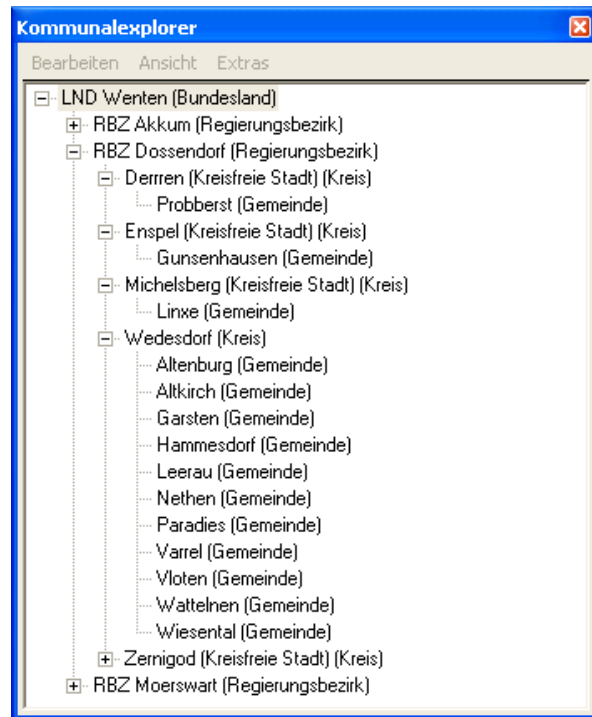 Kommunalexplorer
Bearbeiten Ansicht Extras
LND Wenten (Bundesland)
RBZ Akkum (Regierungsbezirk)
RBZ Dossendorf (Regierungsbezirk)
Derrren (Kreisfreie Stadt) (Kreis)
Probberst (Gemeinde)
Enspel (Kreisfreie Stadt) (Kreis)
Gunsenhausen (Gemeinde)
Michelsberg (Kreisfreie Stadt) (Kreis)
Linxe (Gemeinde)
Wedesdorf (Kreis)
Altenburg (Gemeinde)
Altkirch (Gemeinde)
Garsten (Gemeinde)
Hammesdorf (Gemeinde)
Leerau (Gemeinde)
Nethen (Gemeinde)
Paradies (Gemeinde)
Varrel (Gemeinde)
Vloten (Gemeinde)
Wattelnen (Gemeinde)
Wiesental (Gemeinde)
Zernigod (Kreisfreie Stadt) (Kreis)
RBZ Moerswart (Regierungsbezirk)